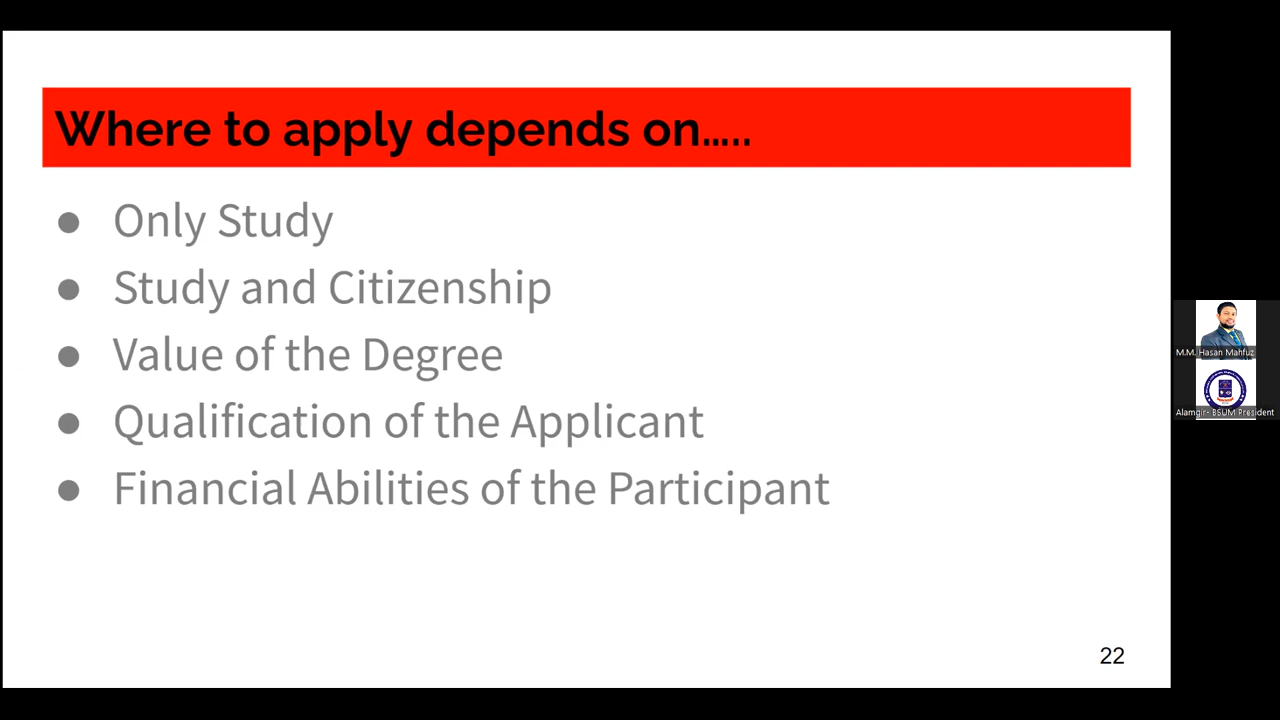 Where to apply depends on.....
● Only Study
● Study and Citizenship
● Value of the Degree
● Qualification of the Applicant
● Financial Abilities of the Participant
22
M.M. Hasan Mahfuz
Alamgir- BSUM President